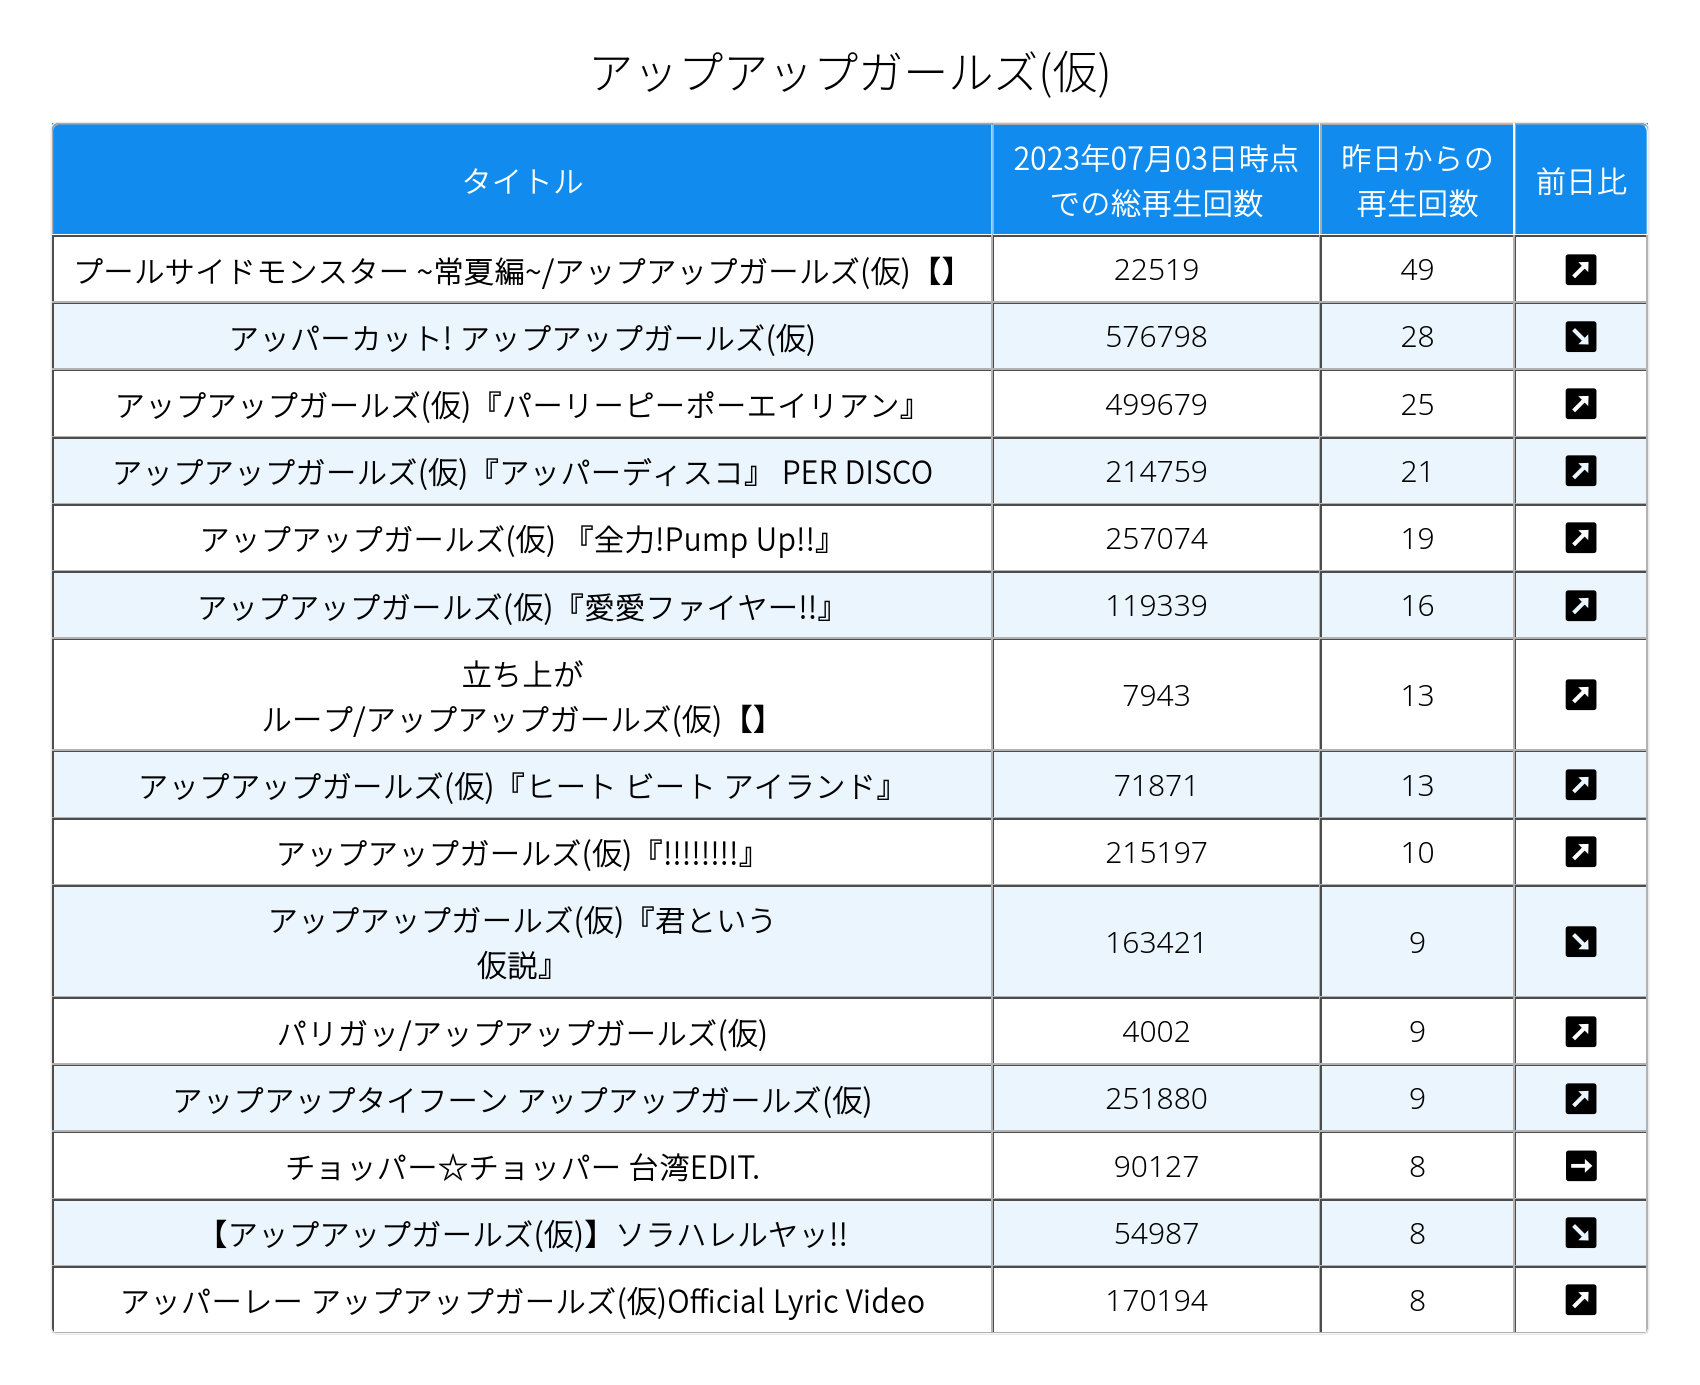 アップアップガールズ(仮)
タイトル 2023年07月03日時点での総再生回数 昨日からの再生回数 前日比
プールサイドモンスター ~常夏編~/アップアップガールズ(仮)【】 22519 49 ↗
アッパーカット! アップアップガールズ(仮) 576798 28 ↘
アップアップガールズ(仮)『パーリーピーポーエイリアン』 499679 25 ↗
アップアップガールズ(仮)『アッパーディスコ』 PER DISCO 214759 21 ↗
アップアップガールズ(仮) 『全力!Pump Up!!』 257074 19 ↗
アップアップガールズ(仮)『愛愛ファイヤー!!』 119339 16 ↗
立ち上が
ループ/アップアップガールズ(仮)【】 7943 13 ↗
アップアップガールズ(仮)『ヒート ビート アイランド』 71871 13 ↗
アップアップガールズ(仮)『!!!!!!!!』 215197 10 ↗
アップアップガールズ(仮)『君という
仮説』 163421 9 ↘
パリガッ/アップアップガールズ(仮) 4002 9 ↗
アップアップタイフーン アップアップガールズ(仮) 251880 9 ↗
チョッパー☆チョッパー 台湾EDIT. 90127 8 →
【アップアップガールズ(仮)】ソラハレルヤッ!! 54987 8 ↘
アッパーレー アップアップガールズ(仮)Official Lyric Video 170194 8 ↗